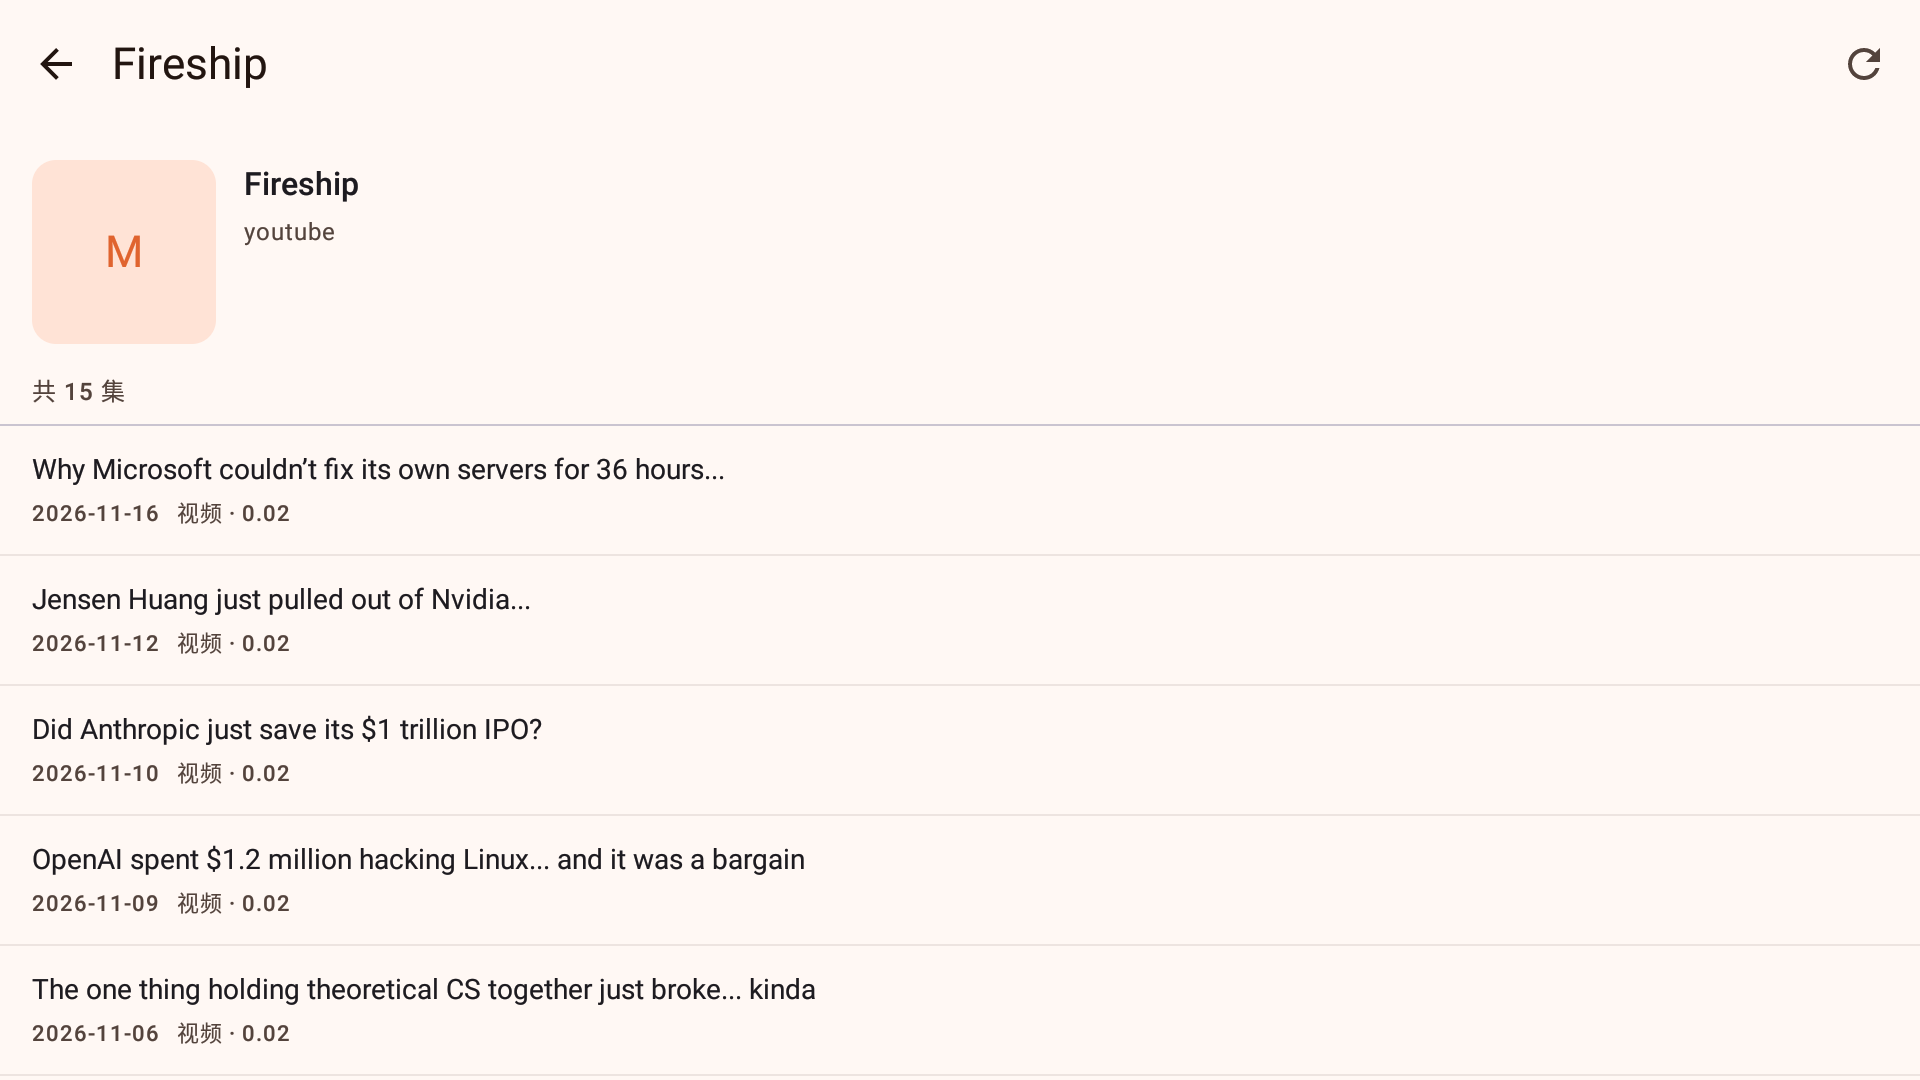 Fireship
M
Fireship
youtube
共 15 集
Why Microsoft couldn’t fix its own servers for 36 hours...
2026-11-16 视频 · 0.02
Jensen Huang just pulled out of Nvidia...
2026-11-12 视频 · 0.02
Did Anthropic just save its $1 trillion IPO?
2026-11-10 视频 · 0.02
OpenAI spent $1.2 million hacking Linux... and it was a bargain
2026-11-09 视频 · 0.02
The one thing holding theoretical CS together just broke... kinda
2026-11-06 视频 · 0.02